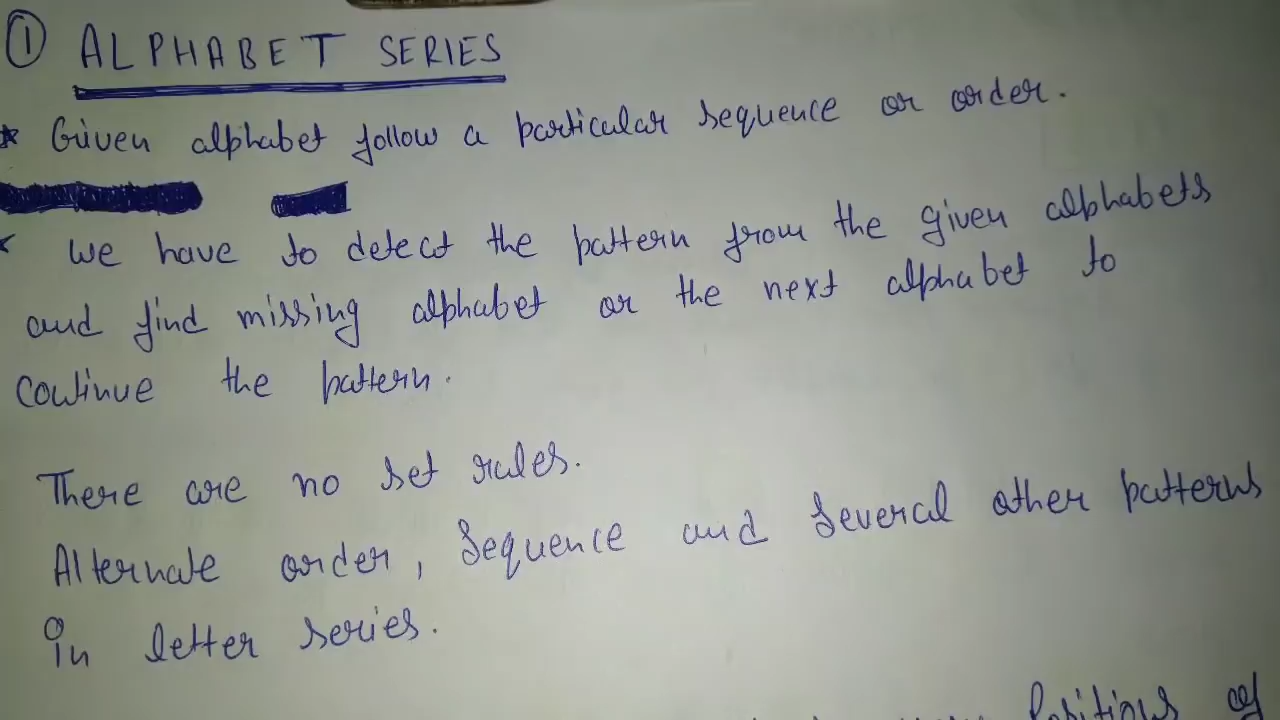 ① ALPHABET SERIES
* Given alphabet follow a particular sequence or order.
* We have to detect the pattern from the given alphabets
and find missing alphabet or the next alphabet to
continue the pattern.
There are no set rules.
Alternate order, sequence and several other patterns
in letter series.
Positions of